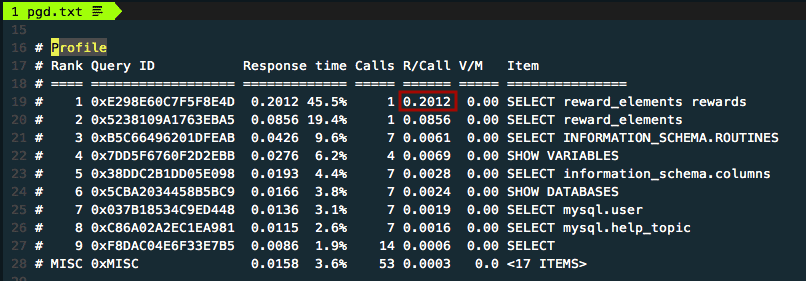 1 pgd.txt
15
16 # Profile
17 # Rank Query ID Response time Calls R/Call V/M Item
18 # ==== ================== ============= ===== ====== ===== ===============
19 # 1 0xE298E60C7F5F8E4D 0.2012 45.5% 1 0.2012 0.00 SELECT reward_elements rewards
20 # 2 0x5238109A1763EBA5 0.0856 19.4% 1 0.0856 0.00 SELECT reward_elements
21 # 3 0xB5C66496201DFEAB 0.0426 9.6% 7 0.0061 0.00 SELECT INFORMATION_SCHEMA.ROUTINES
22 # 4 0x7DD5F6760F2D2EBB 0.0276 6.2% 4 0.0069 0.00 SHOW VARIABLES
23 # 5 0x38DDC2B1DD05E098 0.0193 4.4% 7 0.0028 0.00 SELECT information_schema.columns
24 # 6 0x5CBA2034458B5BC9 0.0166 3.8% 7 0.0024 0.00 SHOW DATABASES
25 # 7 0x037B18534C9ED448 0.0136 3.1% 7 0.0019 0.00 SELECT mysql.user
26 # 8 0xC86A02A2EC1EA981 0.0115 2.6% 7 0.0016 0.00 SELECT mysql.help_topic
27 # 9 0xF8DAC04E6F33E7B5 0.0086 1.9% 14 0.0006 0.00 SELECT
28 # MISC 0xMISC 0.0158 3.6% 53 0.0003 0.0 <17 ITEMS>